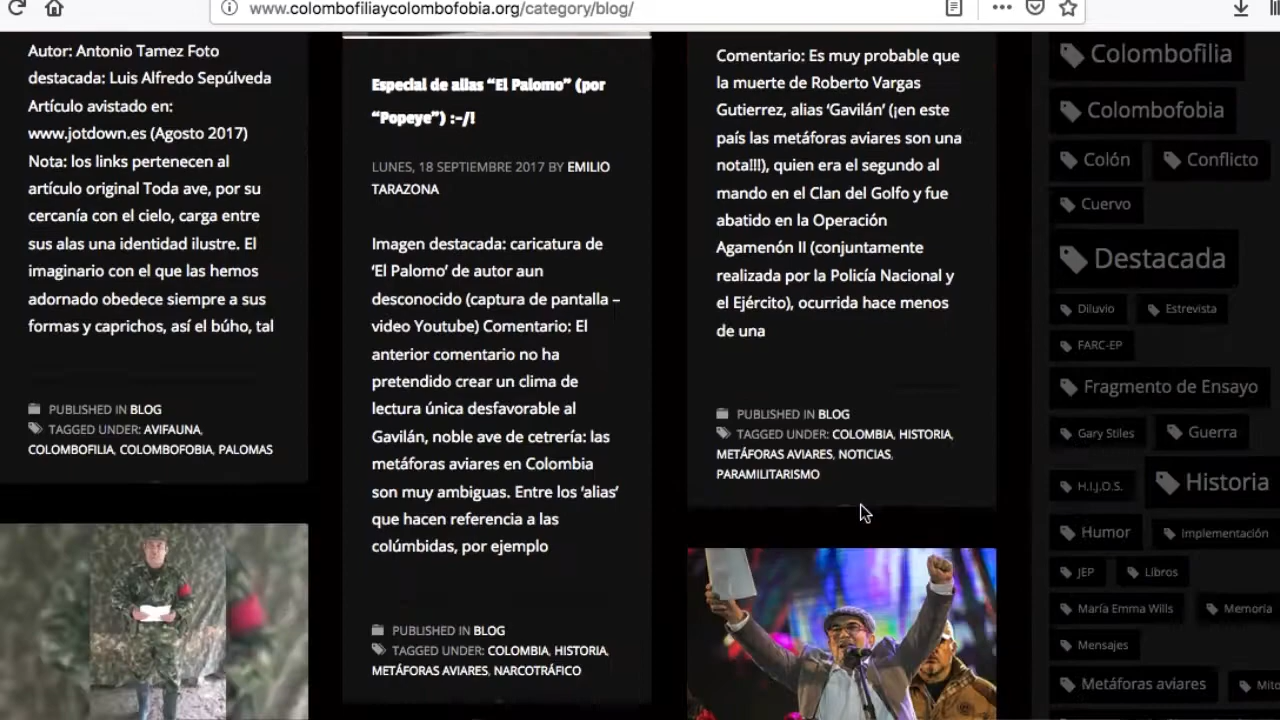 www.colombofiliaycolombofobia.org/category/blog/
Autor: Antonio Tamez Foto
destacada: Luis Alfredo Sepúlveda
Artículo avistado en:
www.jotdown.es (Agosto 2017)
Nota: los links pertenecen al
artículo original Toda ave, por su
cercanía con el cielo, carga entre
sus alas una identidad ilustre. El
imaginario con el que las hemos
adornado obedece siempre a sus
formas y caprichos, así el búho, tal
PUBLISHED IN BLOG
TAGGED UNDER: AVIFAUNA,
COLOMBOFILIA, COLOMBOFOBIA, PALOMAS
Especial de alias “El Palomo” (por
“Popeye”) :-/!
LUNES, 18 SEPTIEMBRE 2017 BY EMILIO
TARAZONA
Imagen destacada: caricatura de
‘El Palomo’ de autor aun
desconocido (captura de pantalla –
video Youtube) Comentario: El
anterior comentario no ha
pretendido crear un clima de
lectura única desfavorable al
Gavilán, noble ave de cetrería: las
metáforas aviares en Colombia
son muy ambiguas. Entre los ‘alias’
que hacen referencia a las
colúmbidas, por ejemplo
PUBLISHED IN BLOG
TAGGED UNDER: COLOMBIA, HISTORIA,
METÁFORAS AVIARES, NARCOTRÁFICO
Comentario: Es muy probable que
la muerte de Roberto Vargas
Gutierrez, alias ‘Gavilán’ (¡en este
país las metáforas aviares son una
nota!!!), quien era el segundo al
mando en el Clan del Golfo y fue
abatido en la Operación
Agamenón II (conjuntamente
realizada por la Policía Nacional y
el Ejército), ocurrida hace menos
de una
PUBLISHED IN BLOG
TAGGED UNDER: COLOMBIA, HISTORIA,
METÁFORAS AVIARES, NOTICIAS,
PARAMILITARISMO
Colombofilia
Colombofobia
Colón Conflicto
Cuervo
Destacada
Diluvio Estrevista
FARC-EP
Fragmento de Ensayo
Gary Stiles Guerra
H.I.J.O.S. Historia
Humor Implementación
JEP Libros
María Emma Wills Memoria
Mensajes
Metáforas aviares